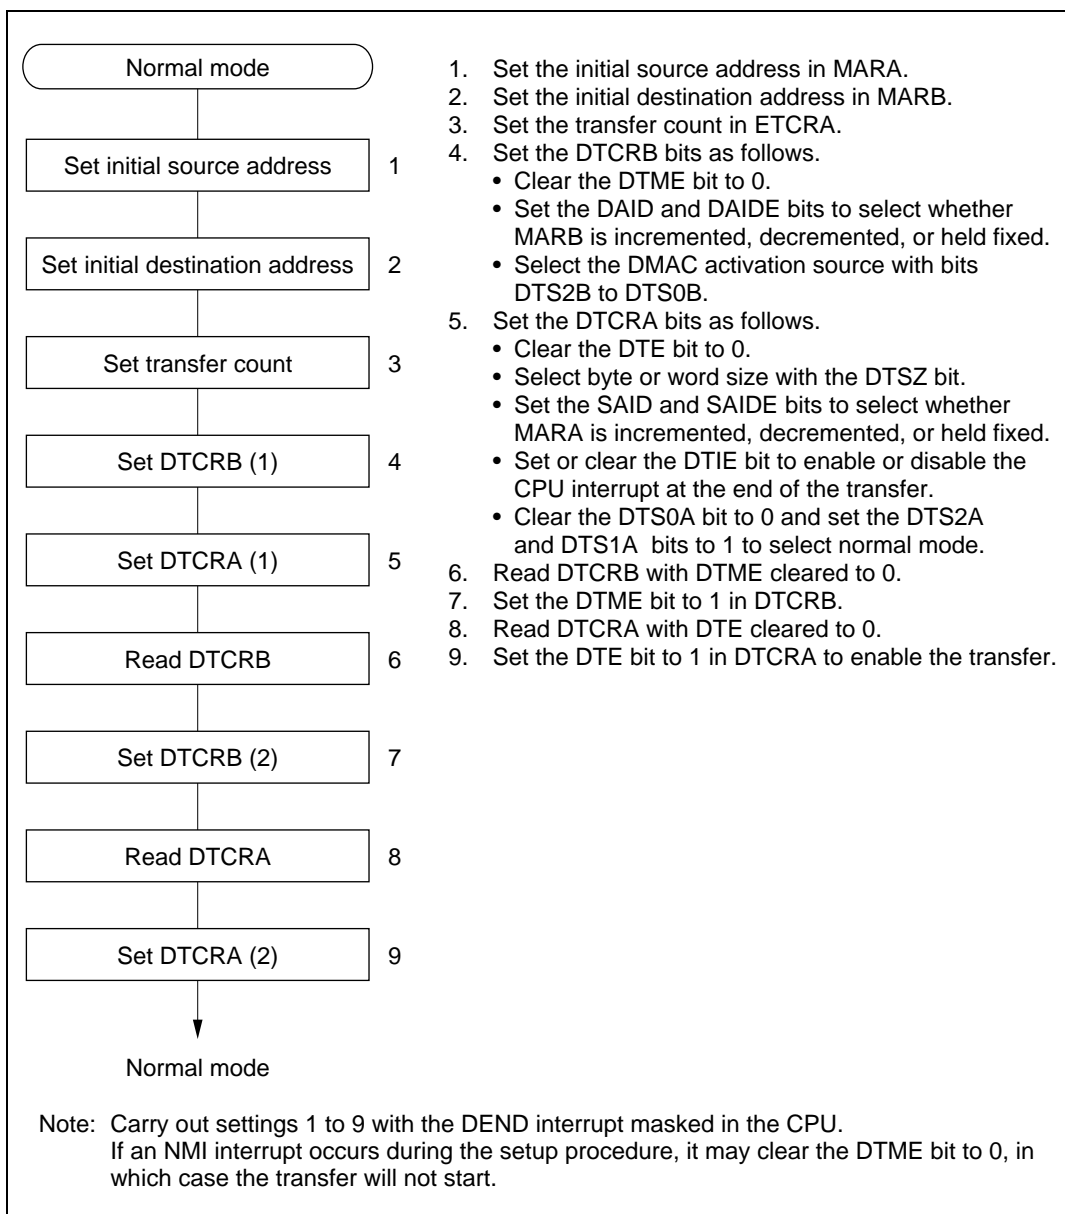 Normal mode
Set initial source address 1
Set initial destination address 2
Set transfer count 3
Set DTCRB (1) 4
Set DTCRA (1) 5
Read DTCRB 6
Set DTCRB (2) 7
Read DTCRA 8
Set DTCRA (2) 9
Normal mode
1. Set the initial source address in MARA.
2. Set the initial destination address in MARB.
3. Set the transfer count in ETCRA.
4. Set the DTCRB bits as follows.
• Clear the DTME bit to 0.
• Set the DAID and DAIDE bits to select whether
MARB is incremented, decremented, or held fixed.
• Select the DMAC activation source with bits
DTS2B to DTS0B.
5. Set the DTCRA bits as follows.
• Clear the DTE bit to 0.
• Select byte or word size with the DTSZ bit.
• Set the SAID and SAIDE bits to select whether
MARA is incremented, decremented, or held fixed.
• Set or clear the DTIE bit to enable or disable the
CPU interrupt at the end of the transfer.
• Clear the DTS0A bit to 0 and set the DTS2A
and DTS1A bits to 1 to select normal mode.
6. Read DTCRB with DTME cleared to 0.
7. Set the DTME bit to 1 in DTCRB.
8. Read DTCRA with DTE cleared to 0.
9. Set the DTE bit to 1 in DTCRA to enable the transfer.
Note: Carry out settings 1 to 9 with the DEND interrupt masked in the CPU.
If an NMI interrupt occurs during the setup procedure, it may clear the DTME bit to 0, in
which case the transfer will not start.